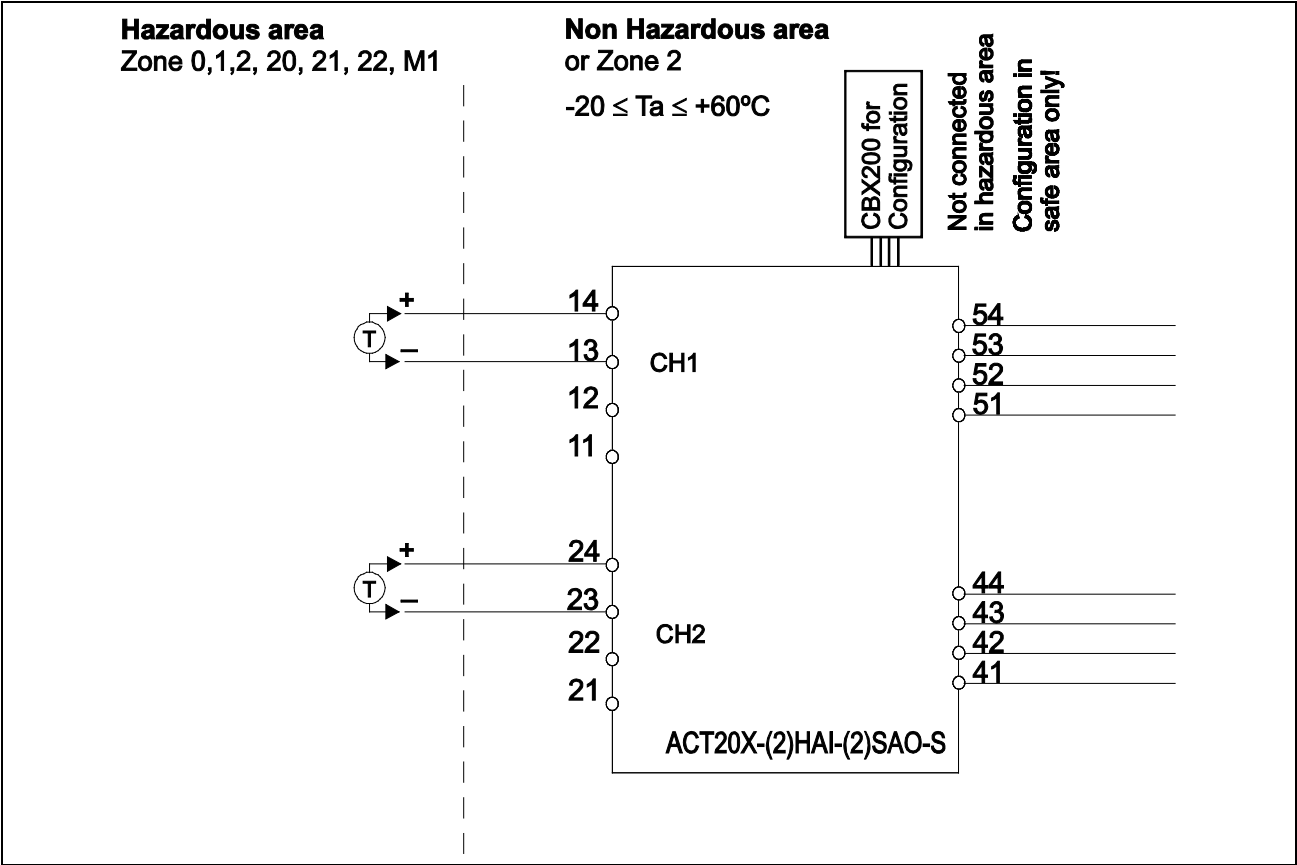 Hazardous area
Zone 0,1,2, 20, 21, 22, M1
Non Hazardous area
or Zone 2
-20 ≤ Ta ≤ +60ºC
CBX200 for
Configuration
Not connected
in hazardous area
Configuration in
safe area only!
T
+
–
14
13
12
11
CH1
54
53
52
51
T
+
–
24
23
22
21
CH2
44
43
42
41
ACT20X-(2)HAI-(2)SAO-S